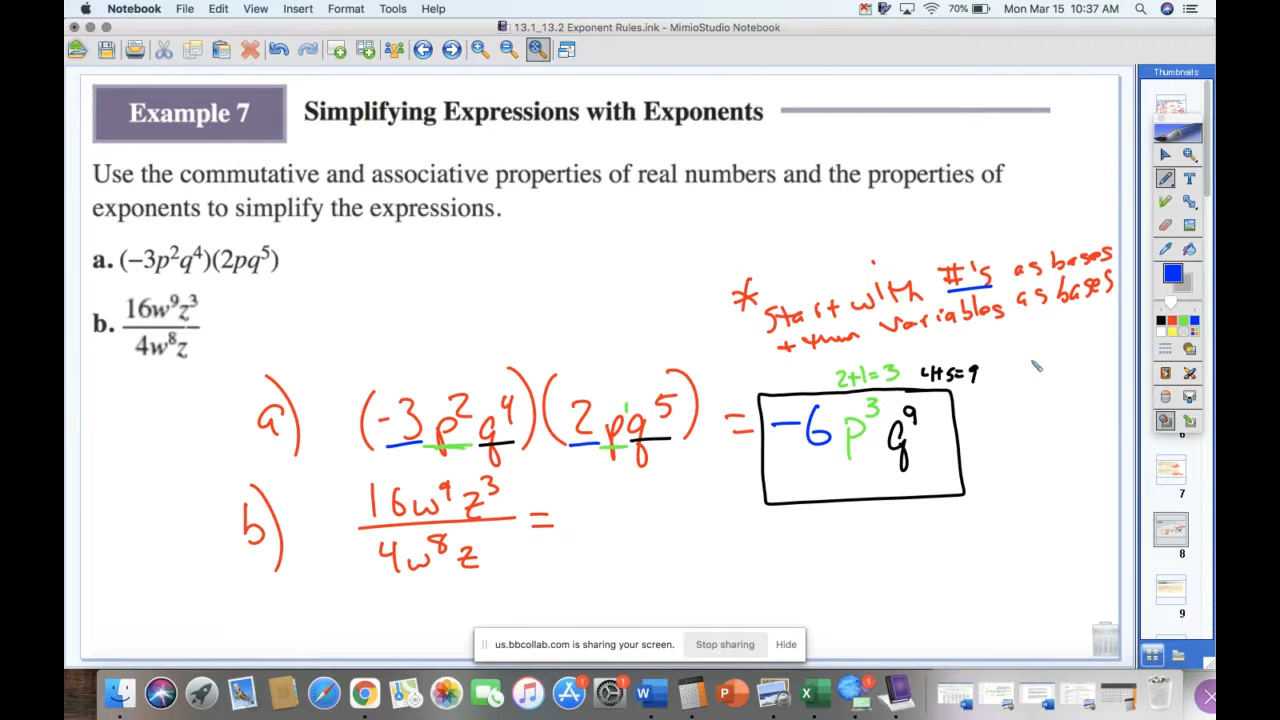 Notebook File Edit View Insert Format Tools Help 70% Mon Mar 15 10:37 AM
13.1_13.2 Exponent Rules.ink - MimioStudio Notebook
Thumbnails
Example 7 Simplifying Expressions with Exponents
Use the commutative and associative properties of real numbers and the properties of
exponents to simplify the expressions.
a. (−3p²q⁴)(2pq⁵)
b. 16w⁹z³
4w⁸z
* Start with #'s as bases
+ then variables as bases
2+1=3 4+5=9
a) (-3p²q⁴)(2p¹q⁵) = -6p³q⁹
b) 16w⁹z³ =
4w⁸z
6
7
8
9
us.bbcollab.com is sharing your screen. Stop sharing Hide